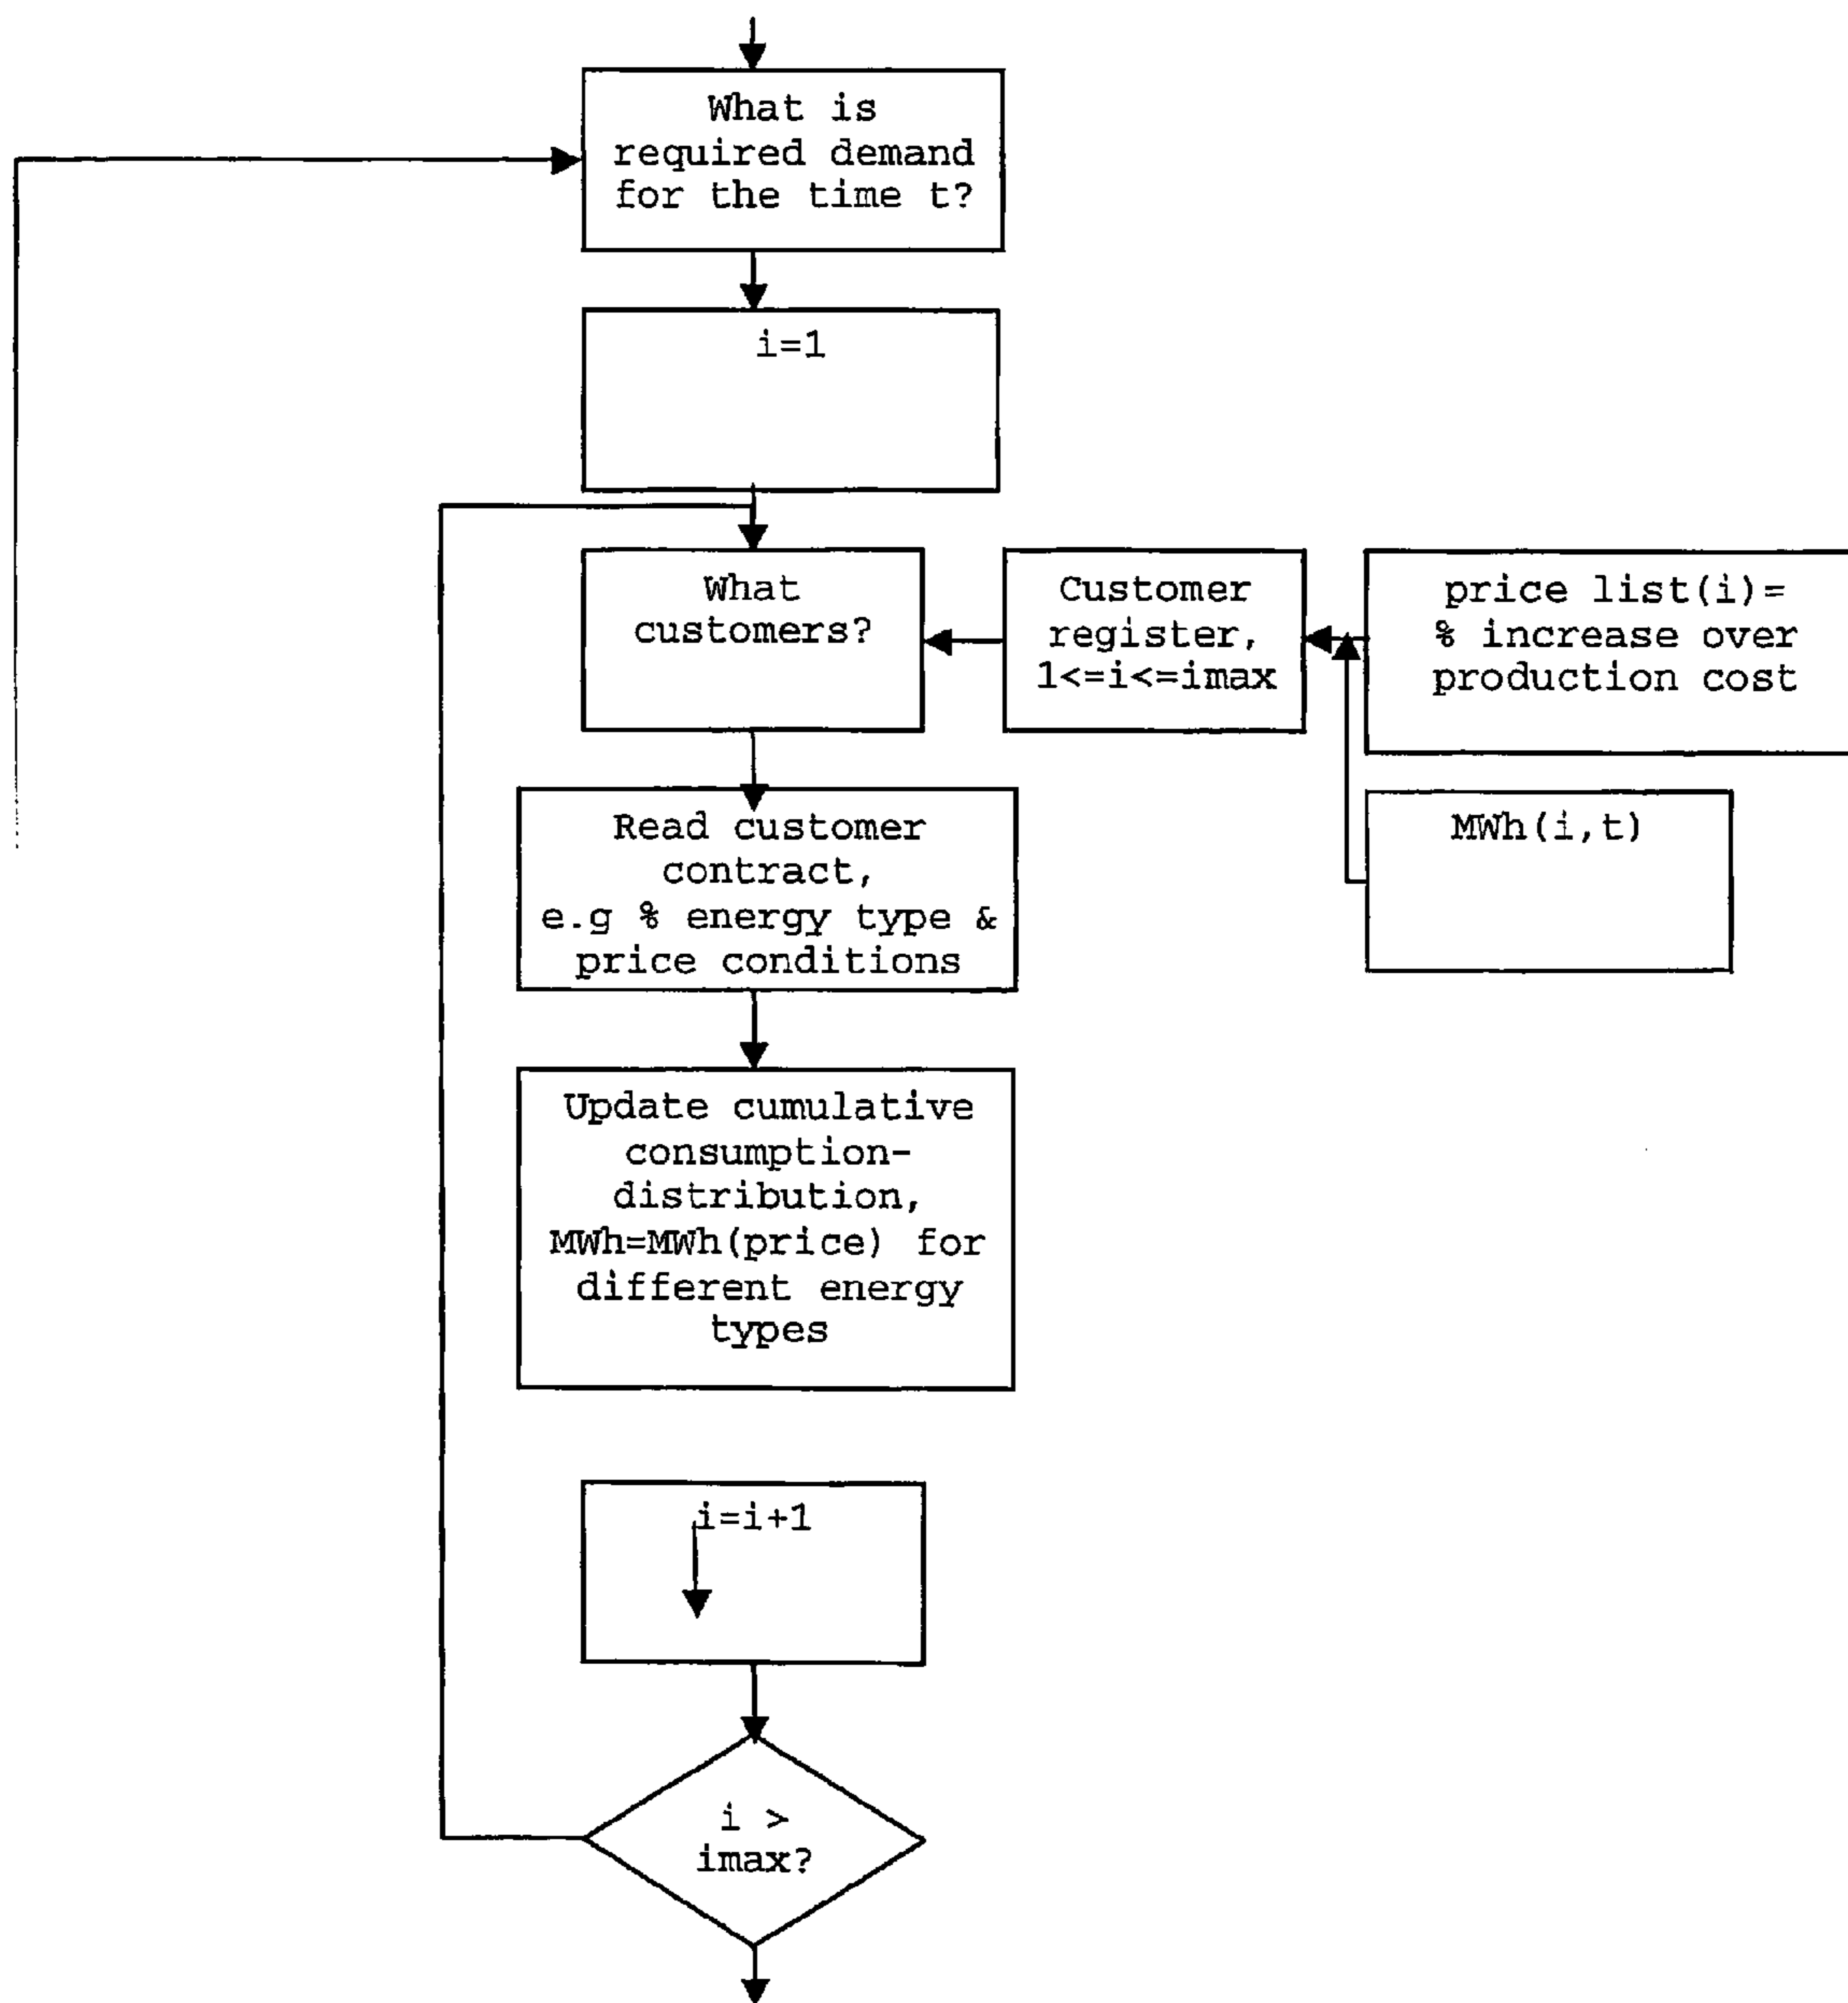 What is
required demand
for the time t?
i=1
What
customers?
Customer
register,
1<=i<=imax
price list(i)=
% increase over
production cost
Read customer
contract,
e.g % energy type &
price conditions
MWh(i,t)
Update cumulative
consumption-
distribution,
MWh=MWh(price) for
different energy
types
i=i+1
i >
imax?